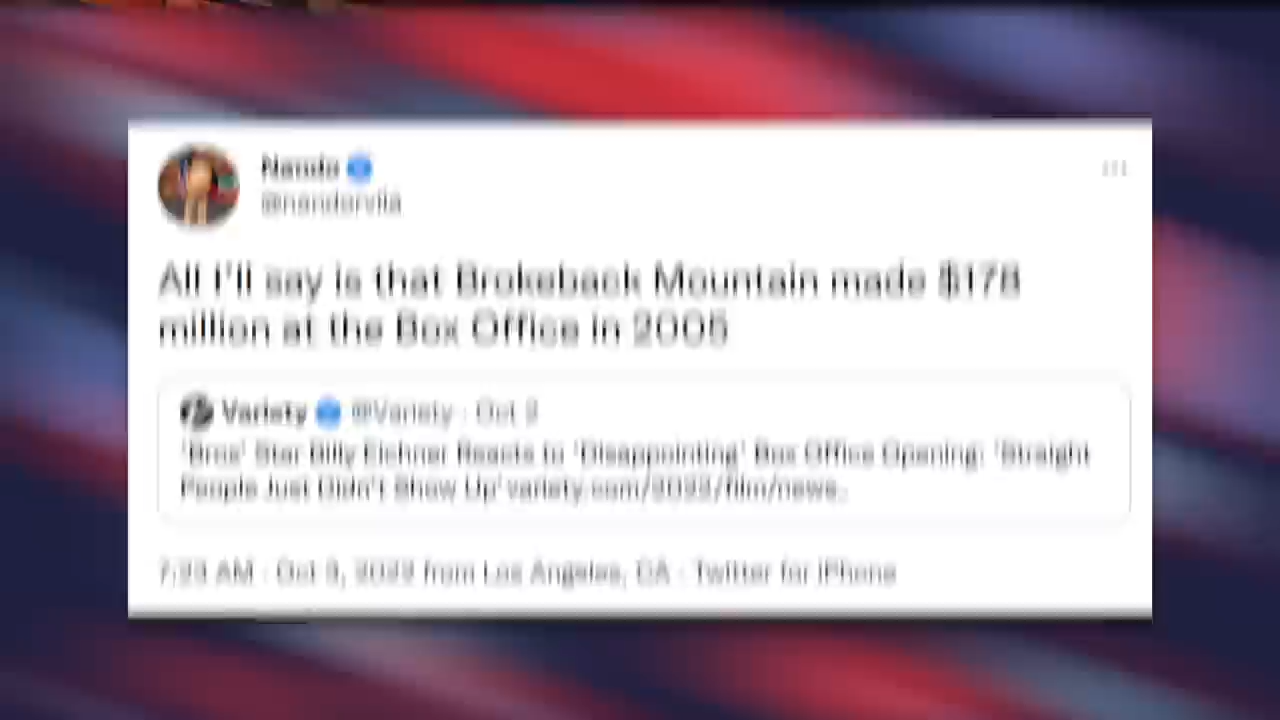 Nando
@nandorvila
All I'll say is that Brokeback Mountain made $178
million at the Box Office in 2005
Variety @Variety · Oct 2
'Bros' Star Billy Eichner Reacts to 'Disappointing' Box Office Opening: 'Straight
People Just Didn't Show Up' variety.com/2022/film/news…
AM · Oct 3, 2022 from Los Angeles, CA · Twitter for iPhone